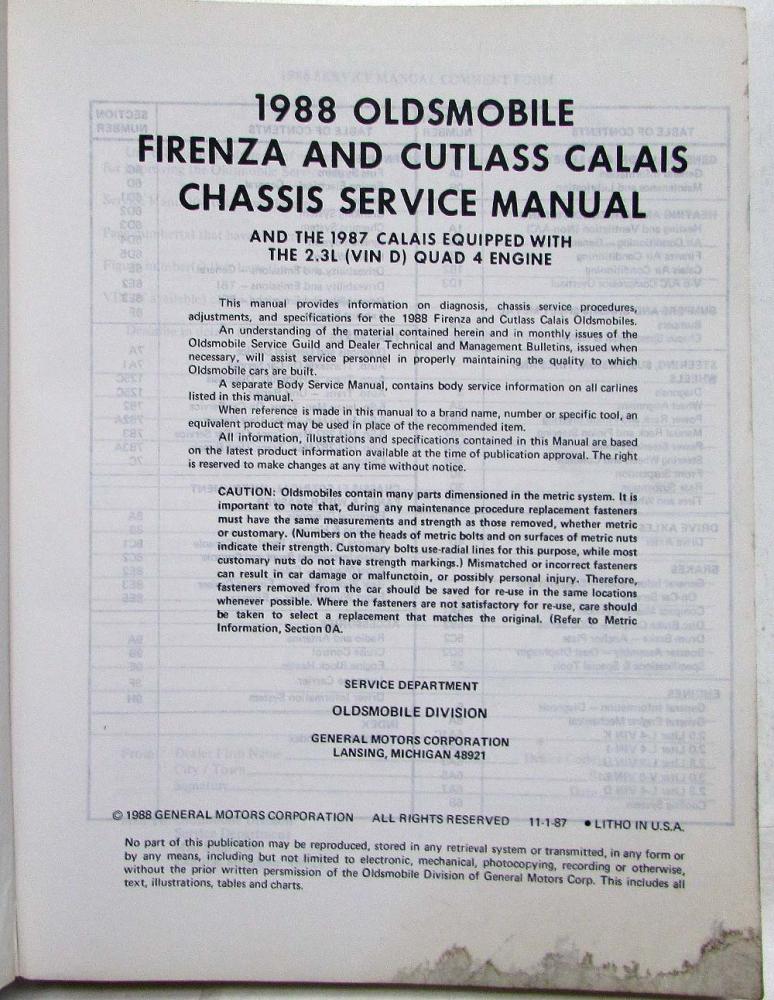 1988 OLDSMOBILE
FIRENZA AND CUTLASS CALAIS
CHASSIS SERVICE MANUAL
AND THE 1987 CALAIS EQUIPPED WITH
THE 2.3L (VIN D) QUAD 4 ENGINE
This manual provides information on diagnosis, chassis service procedures,
adjustments, and specifications for the 1988 Firenza and Cutlass Calais Oldsmobiles.
An understanding of the material contained herein and in monthly issues of the
Oldsmobile Service Guild and Dealer Technical and Management Bulletins, issued when
necessary, will assist service personnel in properly maintaining the quality to which
Oldsmobile cars are built.
A separate Body Service Manual, contains body service information on all carlines
listed in this manual.
When reference is made in this manual to a brand name, number or specific tool, an
equivalent product may be used in place of the recommended item.
All information, illustrations and specifications contained in this Manual are based
on the latest product information available at the time of publication approval. The right
is reserved to make changes at any time without notice.
CAUTION: Oldsmobiles contain many parts dimensioned in the metric system. It is
important to note that, during any maintenance procedure replacement fasteners
must have the same measurements and strength as those removed, whether metric
or customary. (Numbers on the heads of metric bolts and on surfaces of metric nuts
indicate their strength. Customary bolts use-radial lines for this purpose, while most
customary nuts do not have strength markings.) Mismatched or incorrect fasteners
can result in car damage or malfunctoin, or possibly personal injury. Therefore,
fasteners removed from the car should be saved for re-use in the same locations
whenever possible. Where the fasteners are not satisfactory for re-use, care should
be taken to select a replacement that matches the original. (Refer to Metric
Information, Section 0A.
SERVICE DEPARTMENT
OLDSMOBILE DIVISION
GENERAL MOTORS CORPORATION
LANSING, MICHIGAN 48921
© 1988 GENERAL MOTORS CORPORATION ALL RIGHTS RESERVED 11-1-87 • LITHO IN U.S.A.
No part of this publication may be reproduced, stored in any retrieval system or transmitted, in any form or
by any means, including but not limited to electronic, mechanical, photocopying, recording or otherwise,
without the prior written persmission of the Oldsmobile Division of General Motors Corp. This includes all
text, illustrations, tables and charts.